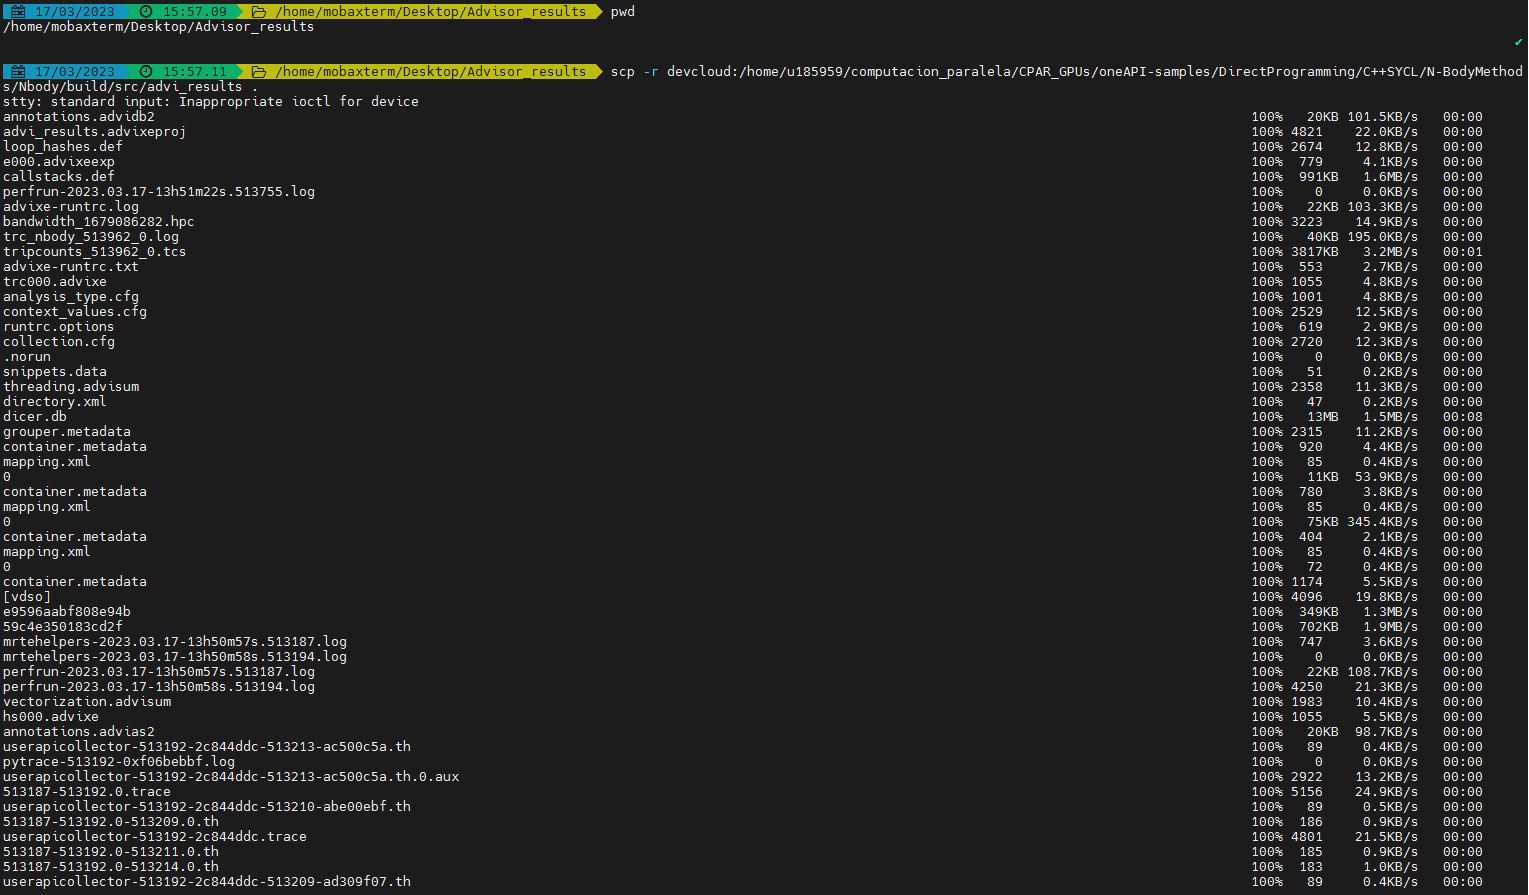 17/03/2023 15:57.09 /home/mobaxterm/Desktop/Advisor_results pwd
/home/mobaxterm/Desktop/Advisor_results
✔
17/03/2023 15:57.11 /home/mobaxterm/Desktop/Advisor_results scp -r devcloud:/home/u185959/computacion_paralela/CPAR_GPUs/oneAPI-samples/DirectProgramming/C++SYCL/N-BodyMethod
s/Nbody/build/src/advi_results .
stty: standard input: Inappropriate ioctl for device
annotations.advidb2 100% 20KB 101.5KB/s 00:00
advi_results.advixeproj 100% 4821 22.0KB/s 00:00
loop_hashes.def 100% 2674 12.8KB/s 00:00
e000.advixeexp 100% 779 4.1KB/s 00:00
callstacks.def 100% 991KB 1.6MB/s 00:00
perfrun-2023.03.17-13h51m22s.513755.log 100% 0 0.0KB/s 00:00
advixe-runtrc.log 100% 22KB 103.3KB/s 00:00
bandwidth_1679086282.hpc 100% 3223 14.9KB/s 00:00
trc_nbody_513962_0.log 100% 40KB 195.0KB/s 00:00
tripcounts_513962_0.tcs 100% 3817KB 3.2MB/s 00:01
advixe-runtrc.txt 100% 553 2.7KB/s 00:00
trc000.advixe 100% 1055 4.8KB/s 00:00
analysis_type.cfg 100% 1001 4.8KB/s 00:00
context_values.cfg 100% 2529 12.5KB/s 00:00
runtrc.options 100% 619 2.9KB/s 00:00
collection.cfg 100% 2720 12.3KB/s 00:00
.norun 100% 0 0.0KB/s 00:00
snippets.data 100% 51 0.2KB/s 00:00
threading.advisum 100% 2358 11.3KB/s 00:00
directory.xml 100% 47 0.2KB/s 00:00
dicer.db 100% 13MB 1.5MB/s 00:08
grouper.metadata 100% 2315 11.2KB/s 00:00
container.metadata 100% 920 4.4KB/s 00:00
mapping.xml 100% 85 0.4KB/s 00:00
0 100% 11KB 53.9KB/s 00:00
container.metadata 100% 780 3.8KB/s 00:00
mapping.xml 100% 85 0.4KB/s 00:00
0 100% 75KB 345.4KB/s 00:00
container.metadata 100% 404 2.1KB/s 00:00
mapping.xml 100% 85 0.4KB/s 00:00
0 100% 72 0.4KB/s 00:00
container.metadata 100% 1174 5.5KB/s 00:00
[vdso] 100% 4096 19.8KB/s 00:00
e9596aabf808e94b 100% 349KB 1.3MB/s 00:00
59c4e350183cd2f 100% 702KB 1.9MB/s 00:00
mrtehelpers-2023.03.17-13h50m57s.513187.log 100% 747 3.6KB/s 00:00
mrtehelpers-2023.03.17-13h50m58s.513194.log 100% 0 0.0KB/s 00:00
perfrun-2023.03.17-13h50m57s.513187.log 100% 22KB 108.7KB/s 00:00
perfrun-2023.03.17-13h50m58s.513194.log 100% 4250 21.3KB/s 00:00
vectorization.advisum 100% 1983 10.4KB/s 00:00
hs000.advixe 100% 1055 5.5KB/s 00:00
annotations.advias2 100% 20KB 98.7KB/s 00:00
userapicollector-513192-2c844ddc-513213-ac500c5a.th 100% 89 0.4KB/s 00:00
pytrace-513192-0xf06bebbf.log 100% 0 0.0KB/s 00:00
userapicollector-513192-2c844ddc-513213-ac500c5a.th.0.aux 100% 2922 13.2KB/s 00:00
513187-513192.0.trace 100% 5156 24.9KB/s 00:00
userapicollector-513192-2c844ddc-513210-abe00ebf.th 100% 89 0.5KB/s 00:00
513187-513192.0-513209.0.th 100% 186 0.9KB/s 00:00
userapicollector-513192-2c844ddc.trace 100% 4801 21.5KB/s 00:00
513187-513192.0-513211.0.th 100% 185 0.9KB/s 00:00
513187-513192.0-513214.0.th 100% 183 1.0KB/s 00:00
userapicollector-513192-2c844ddc-513209-ad309f07.th 100% 89 0.4KB/s 00:00